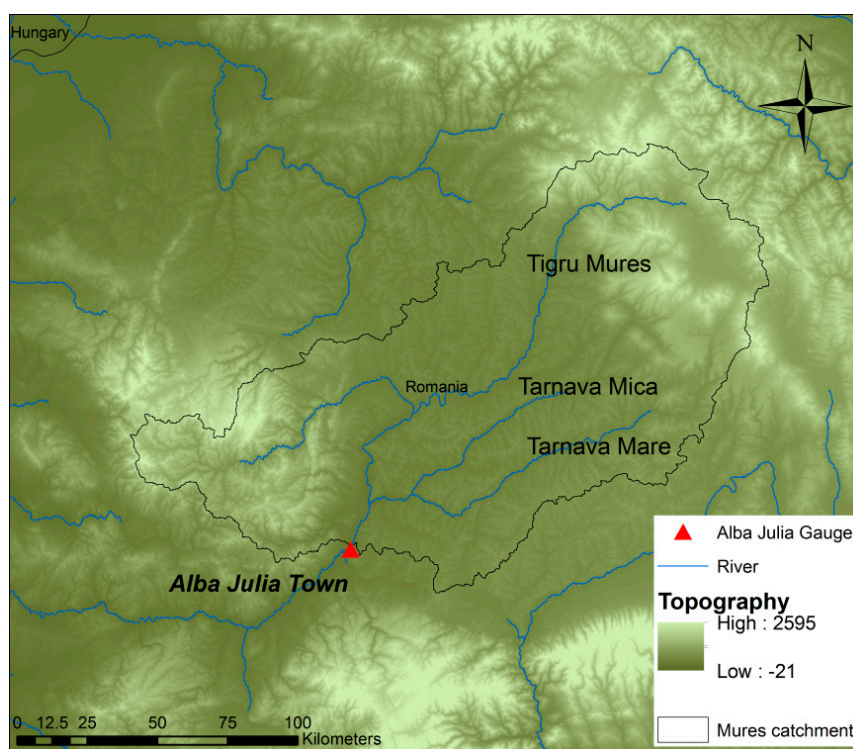 Hungary
N
Tigru Mures
Romania
Tarnava Mica
Tarnava Mare
Alba Julia Town
Alba Julia Gauge
River
Topography
High : 2595
Low : -21
Mures catchment
0 12.5 25 50 75 100
Kilometers